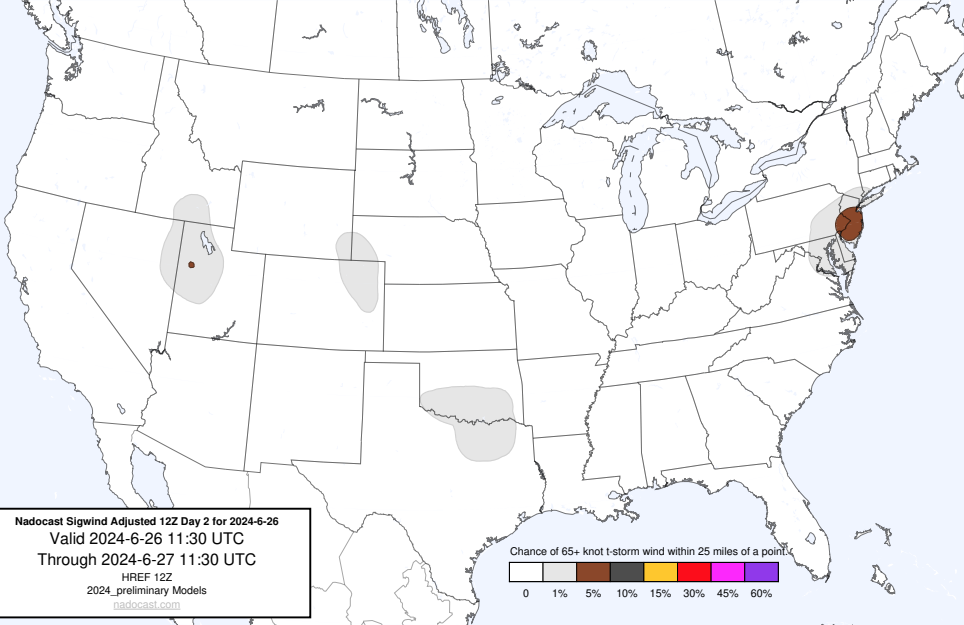 Nadocast Sigwind Adjusted 12Z Day 2 for 2024-6-26
Valid 2024-6-26 11:30 UTC
Through 2024-6-27 11:30 UTC
HREF 12Z
2024_preliminary Models
nadocast.com
Chance of 65+ knot t-storm wind within 25 miles of a point.
0 1% 5% 10% 15% 30% 45% 60%